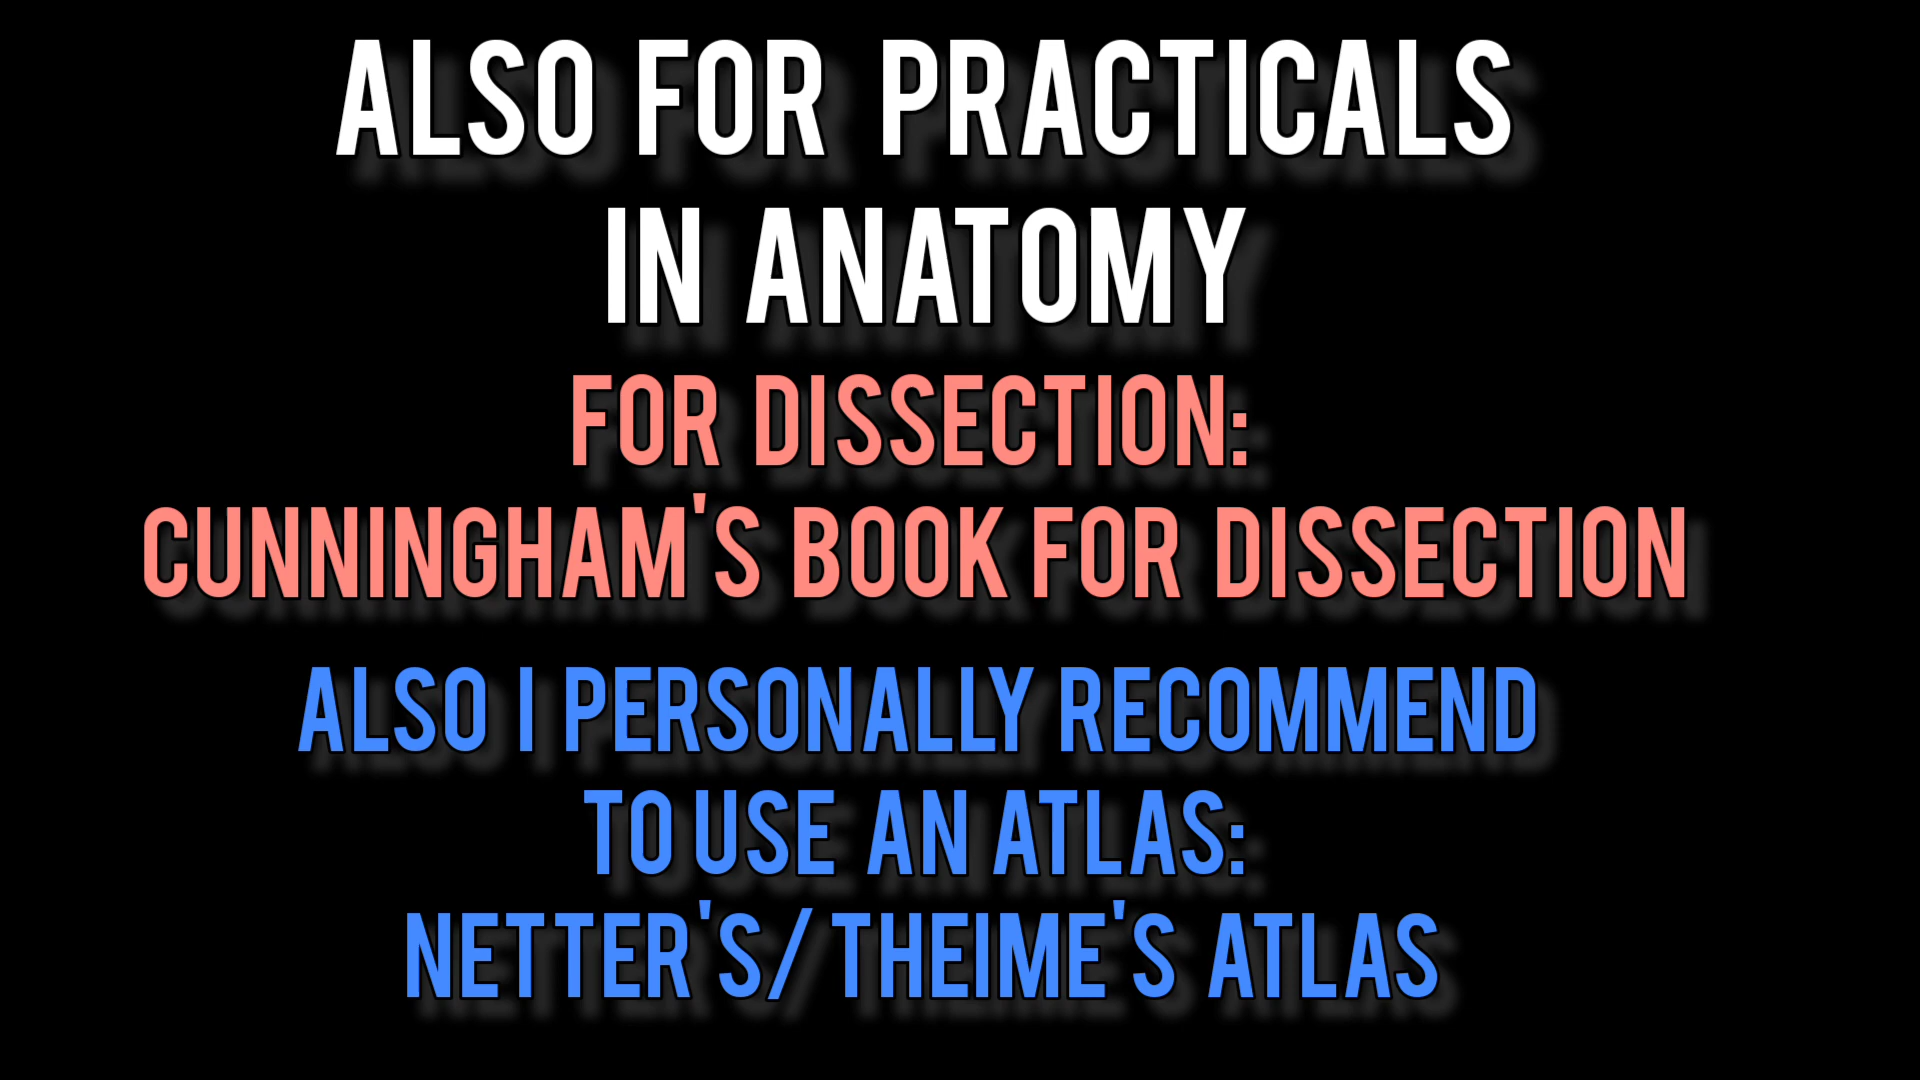 ALSO FOR PRACTICALS
IN ANATOMY
FOR DISSECTION:
CUNNINGHAM'S BOOK FOR DISSECTION
ALSO I PERSONALLY RECOMMEND
TO USE AN ATLAS:
NETTER'S/ THEIME'S ATLAS